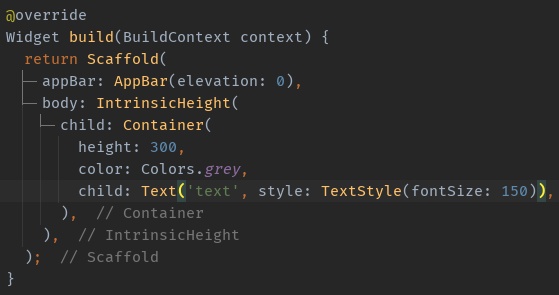 @override
Widget build(BuildContext context) {
  return Scaffold(
    appBar: AppBar(elevation: 0),
    body: IntrinsicHeight(
      child: Container(
        height: 300,
        color: Colors.grey,
        child: Text('text', style: TextStyle(fontSize: 150)),
      ),  // Container
    ),  // IntrinsicHeight
  );  // Scaffold
}